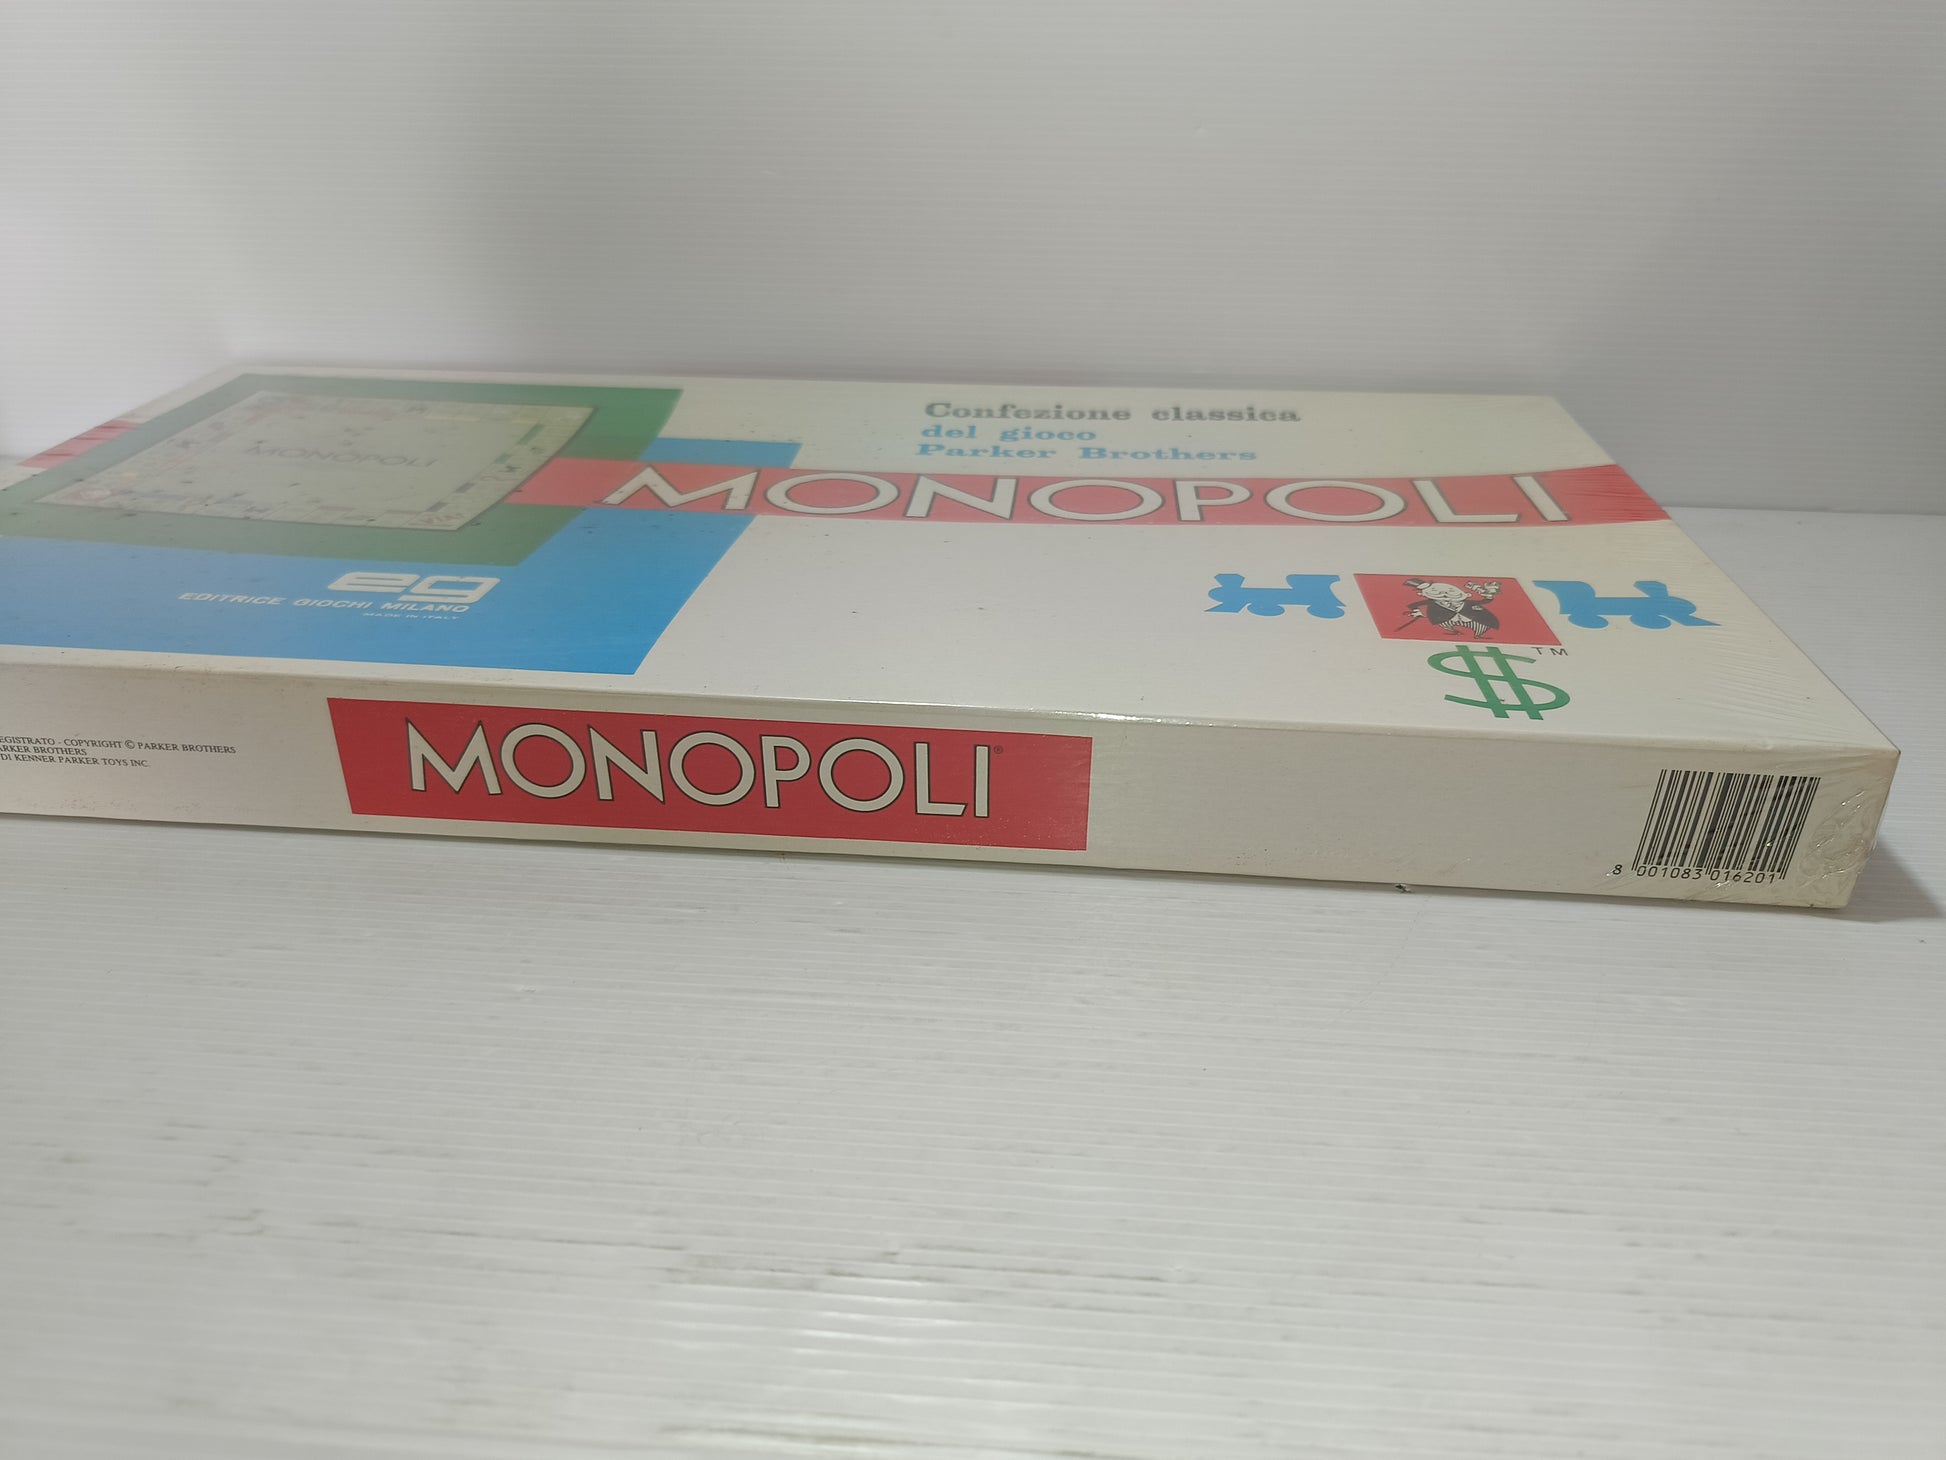 Confezione classica
del gioco
Parker Brothers
MONOPOLI
MONOPOLI
eg
EDITRICE GIOCHI MILANO
MADE IN ITALY
TM
MONOPOLI®
EGISTRATO - COPYRIGHT © PARKER BROTHERS
ARKER BROTHERS
DI KENNER PARKER TOYS INC.
8 001083 016201